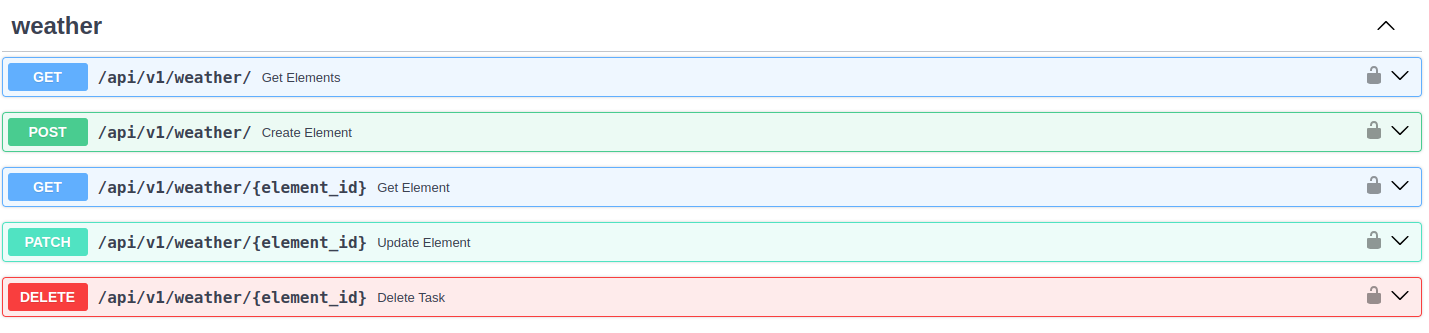 weather
GET /api/v1/weather/ Get Elements
POST /api/v1/weather/ Create Element
GET /api/v1/weather/{element_id} Get Element
PATCH /api/v1/weather/{element_id} Update Element
DELETE /api/v1/weather/{element_id} Delete Task